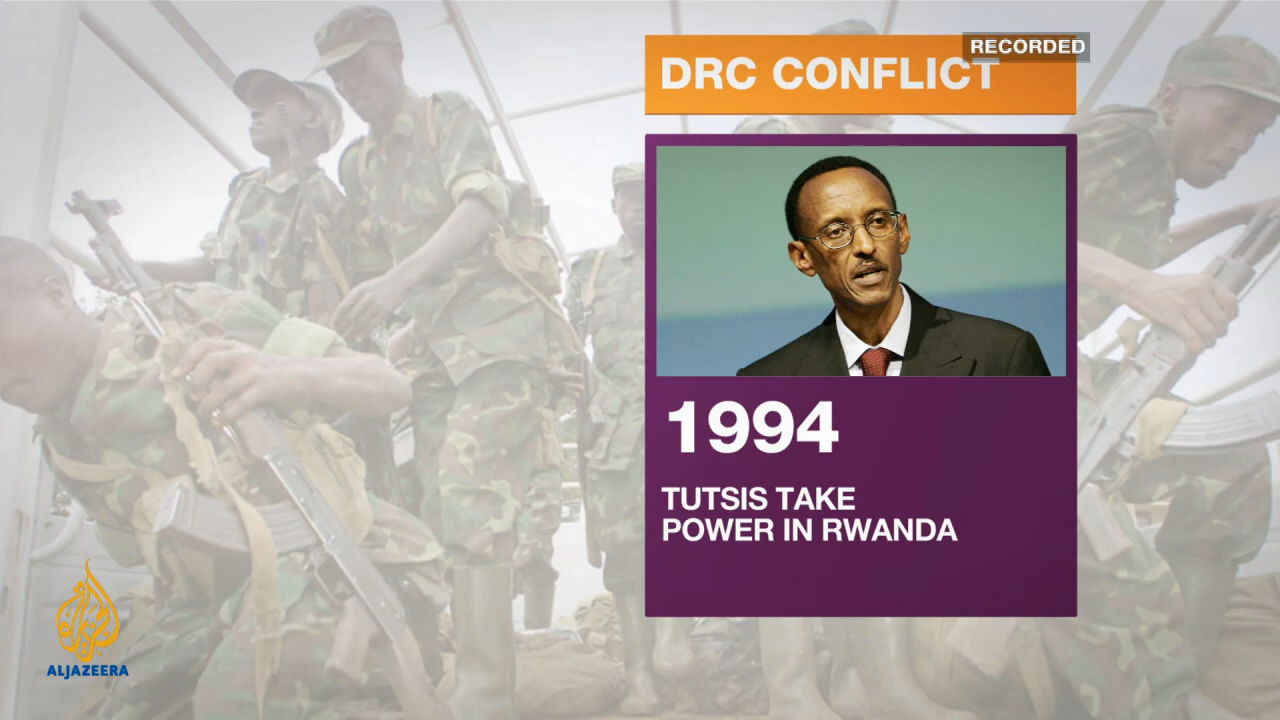 RECORDED
DRC CONFLICT
1994
TUTSIS TAKE
POWER IN RWANDA
ALJAZEERA